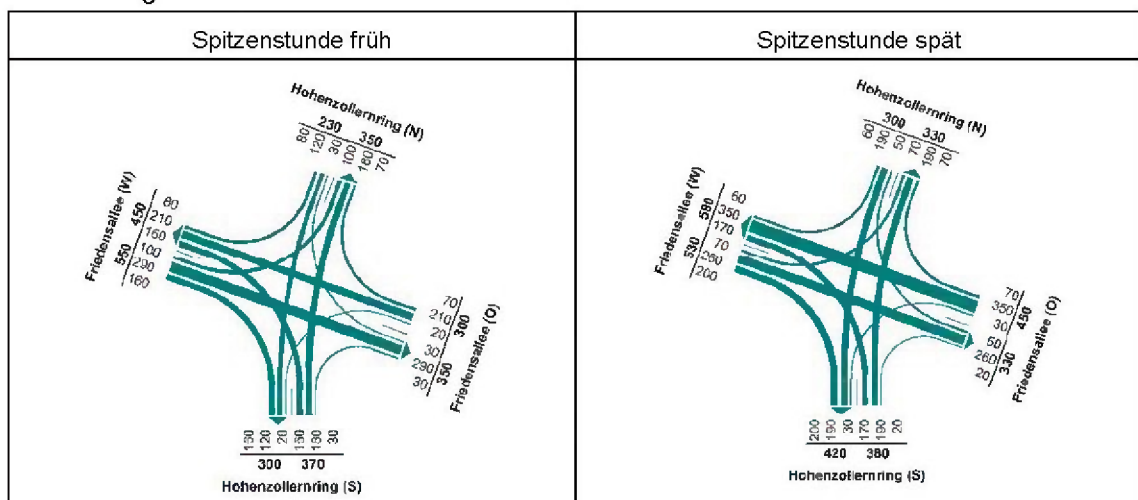 Spitzenstunde früh
Spitzenstunde spät
Hohenzollernring (N)
230 350
80 120 30 100 180 70
Friedensallee (W)
450 550
80
210
160
100
290
160
70
210
20
30
290
30
300 350
Friedensallee (O)
160 120 20 160 180 30
300 370
Hohenzollernring (S)
Hohenzollernring (N)
300 330
60 190 50 70 190 70
Friedensallee (W)
580 530
60
350
170
70
260
200
70
350
30
50
260
20
450 330
Friedensallee (O)
200 190 30 170 190 20
420 380
Hohenzollernring (S)